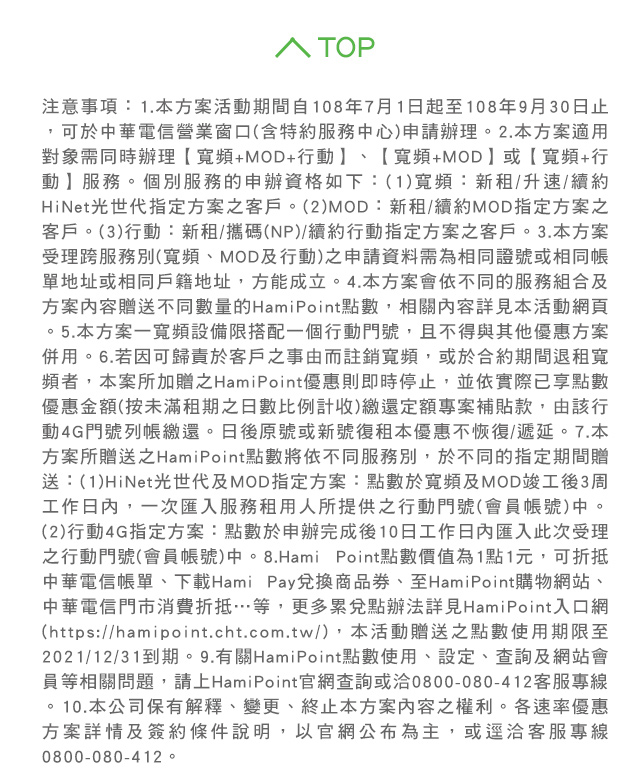 TOP
注意事項：1.本方案活動期間自108年7月1日起至108年9月30日止
，可於中華電信營業窗口(含特約服務中心)申請辦理。2.本方案適用
對象需同時辦理【寬頻+MOD+行動】、【寬頻+MOD】或【寬頻+行
動】服務。個別服務的申辦資格如下：(1)寬頻：新租/升速/續約
HiNet光世代指定方案之客戶。(2)MOD：新租/續約MOD指定方案之
客戶。(3)行動：新租/攜碼(NP)/續約行動指定方案之客戶。3.本方案
受理跨服務別(寬頻、MOD及行動)之申請資料需為相同證號或相同帳
單地址或相同戶籍地址，方能成立。4.本方案會依不同的服務組合及
方案內容贈送不同數量的HamiPoint點數，相關內容詳見本活動網頁
。5.本方案一寬頻設備限搭配一個行動門號，且不得與其他優惠方案
併用。6.若因可歸責於客戶之事由而註銷寬頻，或於合約期間退租寬
頻者，本案所加贈之HamiPoint優惠則即時停止，並依實際已享點數
優惠金額(按未滿租期之日數比例計收)繳還定額專案補貼款，由該行
動4G門號列帳繳還。日後原號或新號復租本優惠不恢復/遞延。7.本
方案所贈送之HamiPoint點數將依不同服務別，於不同的指定期間贈
送：(1)HiNet光世代及MOD指定方案：點數於寬頻及MOD竣工後3周
工作日內，一次匯入服務租用人所提供之行動門號(會員帳號)中。
(2)行動4G指定方案：點數於申辦完成後10日工作日內匯入此次受理
之行動門號(會員帳號)中。8.Hami Point點數價值為1點1元，可折抵
中華電信帳單、下載Hami Pay兌換商品券、至HamiPoint購物網站、
中華電信門市消費折抵…等，更多累兌點辦法詳見HamiPoint入口網
(https://hamipoint.cht.com.tw/)，本活動贈送之點數使用期限至
2021/12/31到期。9.有關HamiPoint點數使用、設定、查詢及網站會
員等相關問題，請上HamiPoint官網查詢或洽0800-080-412客服專線
。10.本公司保有解釋、變更、終止本方案內容之權利。各速率優惠
方案詳情及簽約條件說明，以官網公布為主，或逕洽客服專線
0800-080-412。